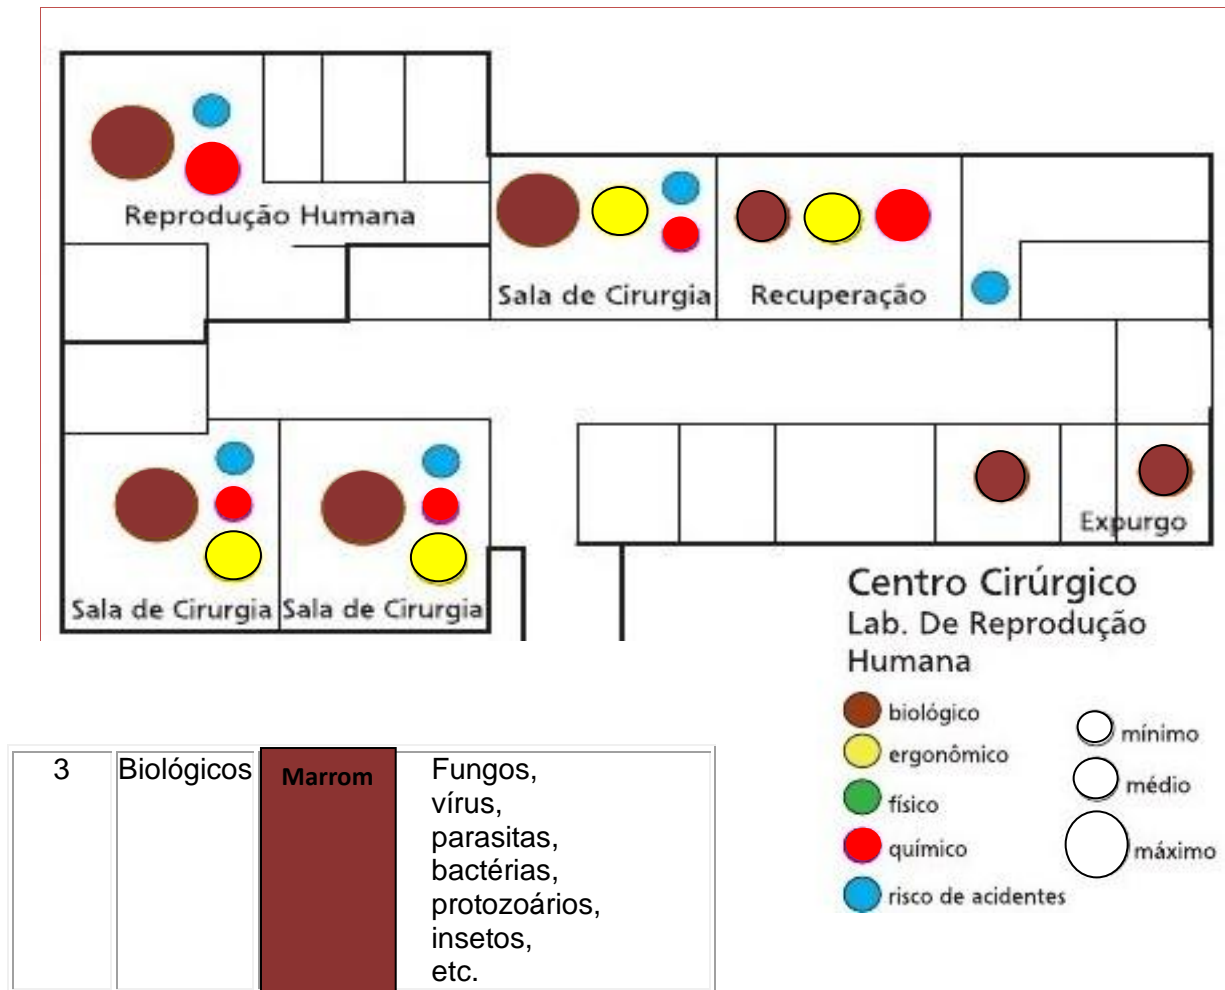 Reprodução Humana
Sala de Cirurgia
Recuperação
Sala de Cirurgia
Sala de Cirurgia
Expurgo
Centro Cirúrgico
Lab. De Reprodução
Humana
biológico
ergonômico
físico
químico
risco de acidentes
mínimo
médio
máximo
3 Biológicos Marrom Fungos,
vírus,
parasitas,
bactérias,
protozoários,
insetos,
etc.